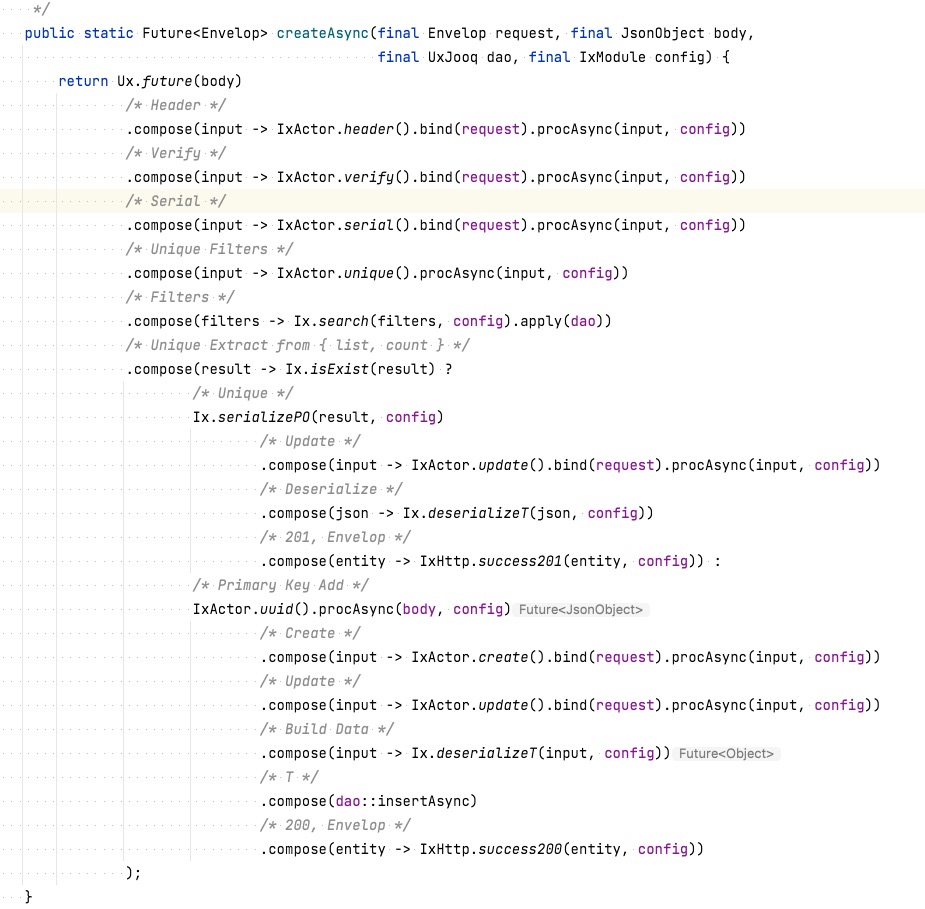 */
public static Future<Envelop> createAsync(final Envelop request, final JsonObject body,
final UxJooq dao, final IxModule config) {
return Ux.future(body)
/* Header */
.compose(input -> IxActor.header().bind(request).procAsync(input, config))
/* Verify */
.compose(input -> IxActor.verify().bind(request).procAsync(input, config))
/* Serial */
.compose(input -> IxActor.serial().bind(request).procAsync(input, config))
/* Unique Filters */
.compose(input -> IxActor.unique().procAsync(input, config))
/* Filters */
.compose(filters -> Ix.search(filters, config).apply(dao))
/* Unique Extract from { list, count } */
.compose(result -> Ix.isExist(result) ?
/* Unique */
Ix.serializePO(result, config)
/* Update */
.compose(input -> IxActor.update().bind(request).procAsync(input, config))
/* Deserialize */
.compose(json -> Ix.deserializeT(json, config))
/* 201, Envelop */
.compose(entity -> IxHttp.success201(entity, config)) :
/* Primary Key Add */
IxActor.uuid().procAsync(body, config) Future<JsonObject>
/* Create */
.compose(input -> IxActor.create().bind(request).procAsync(input, config))
/* Update */
.compose(input -> IxActor.update().bind(request).procAsync(input, config))
/* Build Data */
.compose(input -> Ix.deserializeT(input, config)) Future<Object>
/* T */
.compose(dao::insertAsync)
/* 200, Envelop */
.compose(entity -> IxHttp.success200(entity, config))
);
}